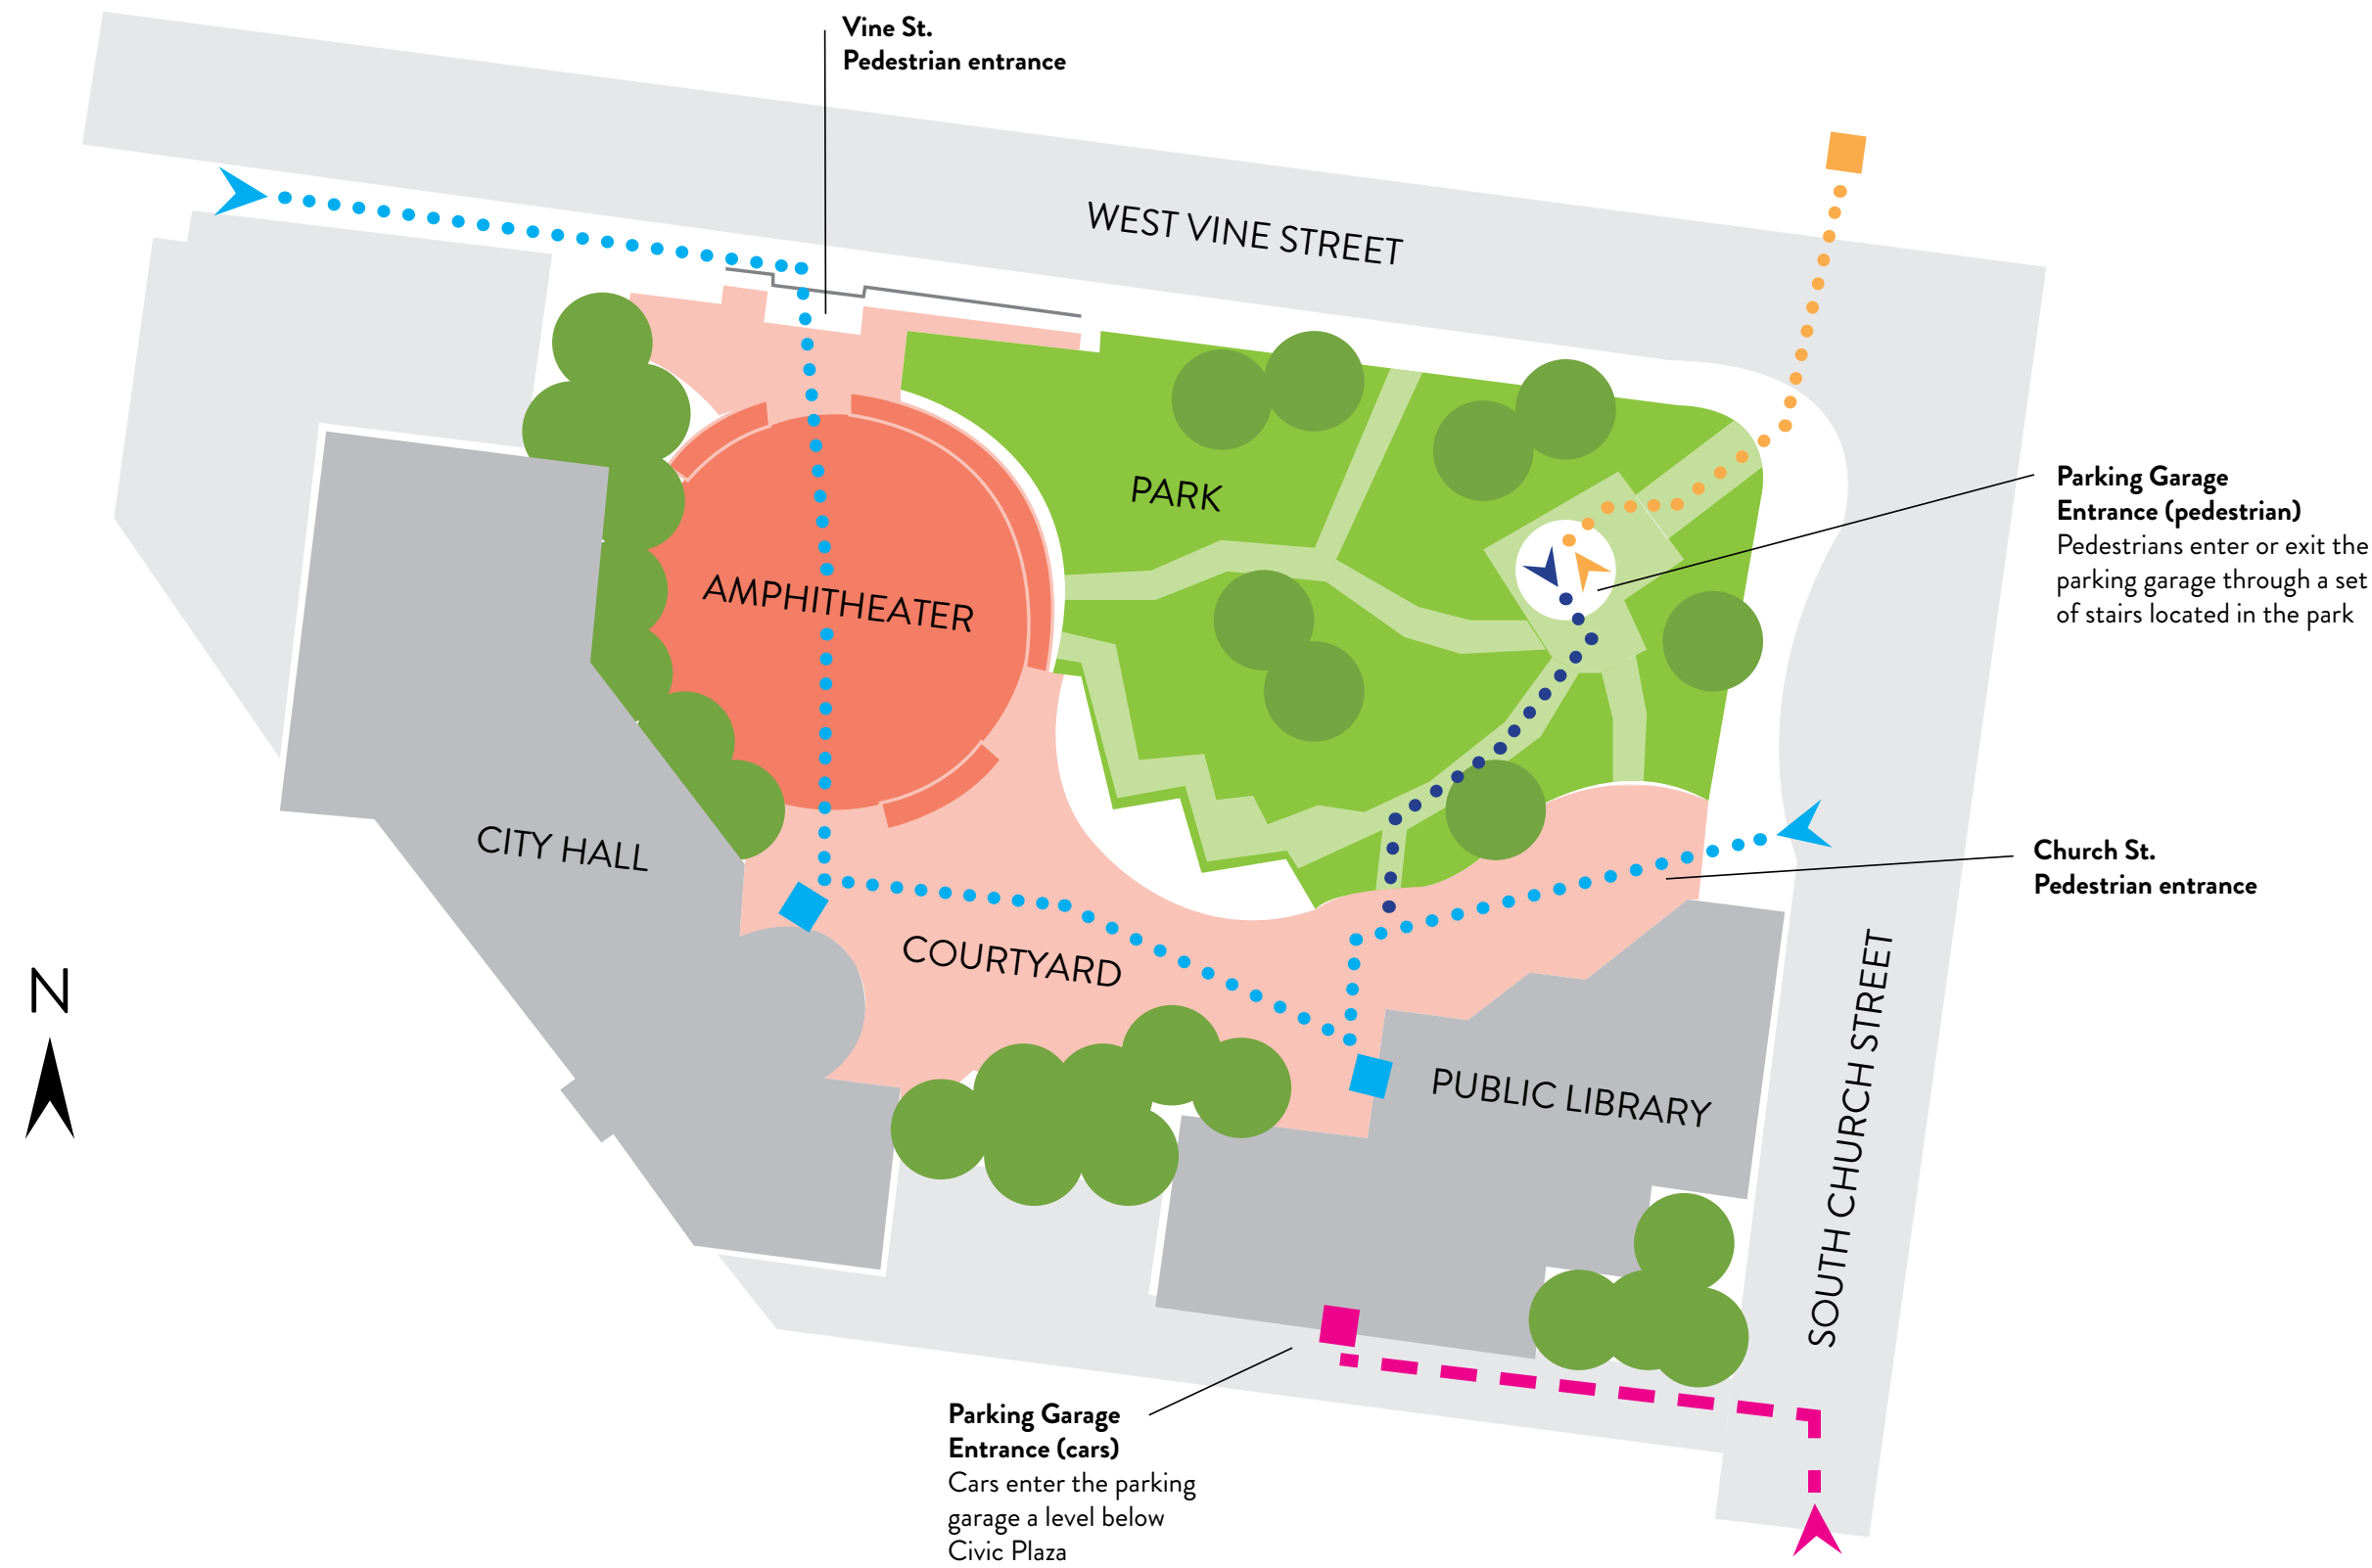 Vine St.
Pedestrian entrance
WEST VINE STREET
Parking Garage
Entrance (pedestrian)
Pedestrians enter or exit the
parking garage through a set
of stairs located in the park
PARK
AMPHITHEATER
CITY HALL
Church St.
Pedestrian entrance
COURTYARD
N
PUBLIC LIBRARY
SOUTH CHURCH STREET
Parking Garage
Entrance (cars)
Cars enter the parking
garage a level below
Civic Plaza